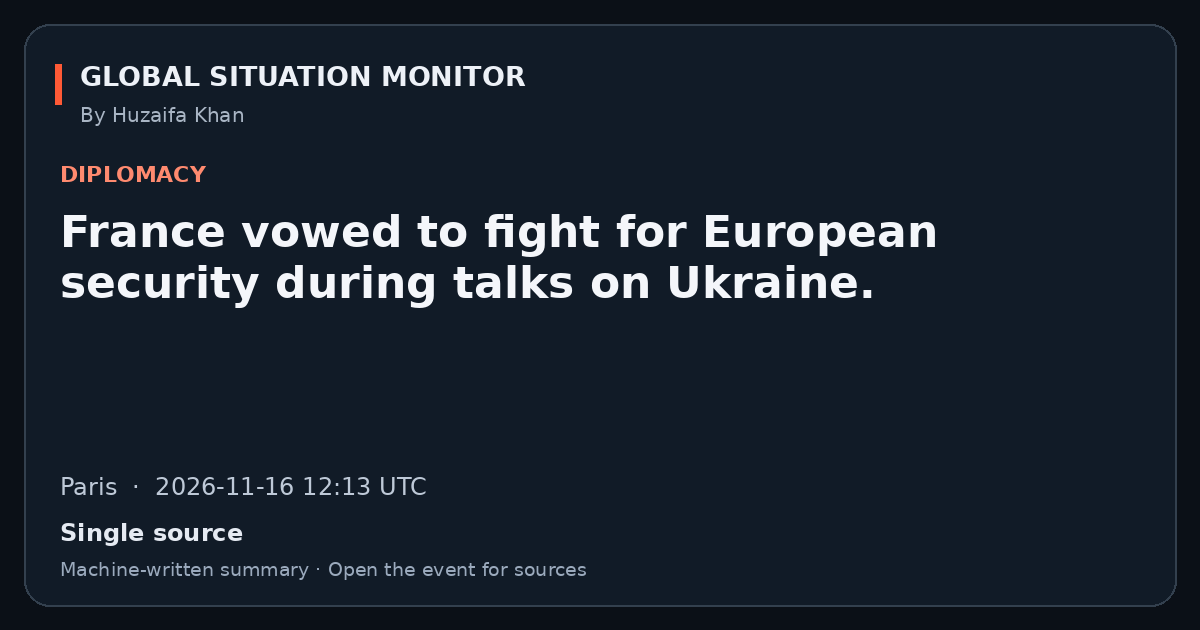 GLOBAL SITUATION MONITOR
By Huzaifa Khan
DIPLOMACY
France vowed to fight for European
security during talks on Ukraine.
Paris · 2026-11-16 12:13 UTC
Single source
Machine-written summary · Open the event for sources